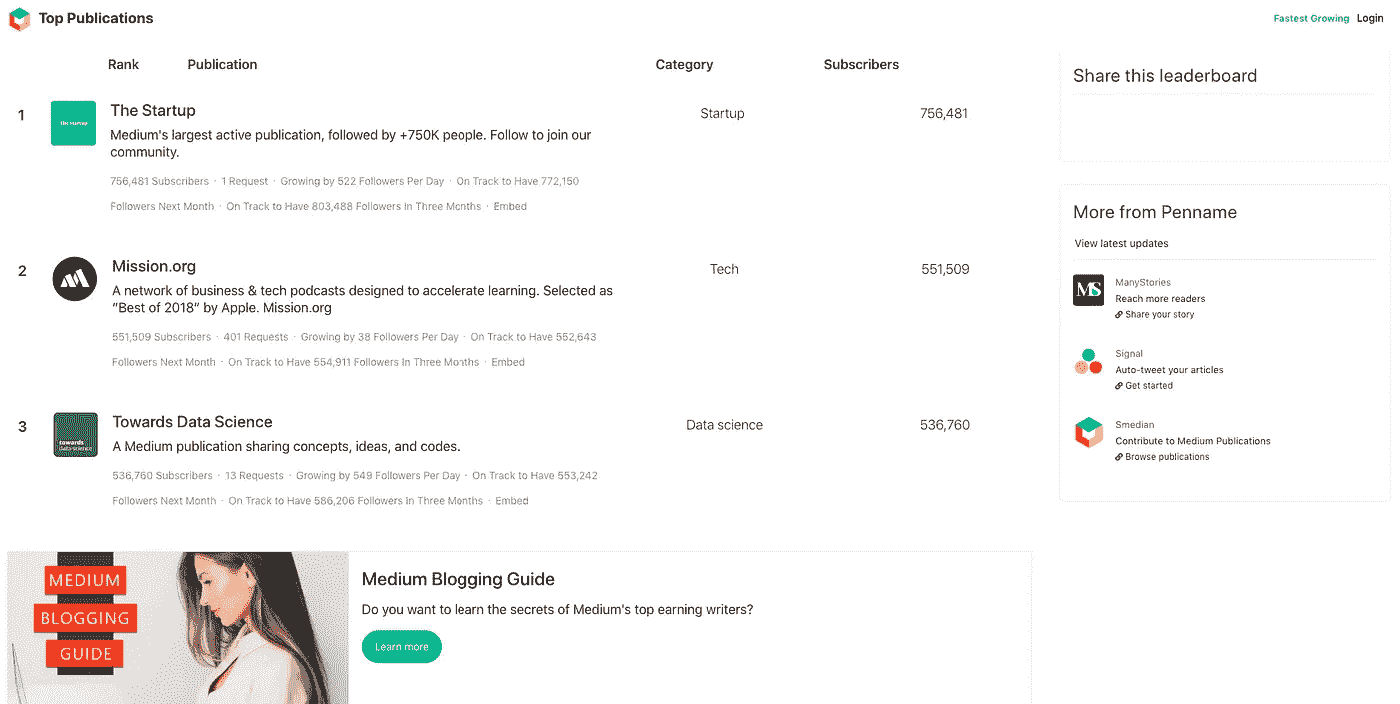 Top Publications
Fastest Growing Login
Rank Publication Category Subscribers
1 The Startup Startup 756,481
Medium's largest active publication, followed by +750K people. Follow to join our
community.
756,481 Subscribers · 1 Request · Growing by 522 Followers Per Day · On Track to Have 772,150
Followers Next Month · On Track to Have 803,488 Followers In Three Months · Embed
2 Mission.org Tech 551,509
A network of business & tech podcasts designed to accelerate learning. Selected as
“Best of 2018” by Apple. Mission.org
551,509 Subscribers · 401 Requests · Growing by 38 Followers Per Day · On Track to Have 552,643
Followers Next Month · On Track to Have 554,911 Followers In Three Months · Embed
3 Towards Data Science Data science 536,760
towards
data science
A Medium publication sharing concepts, ideas, and codes.
536,760 Subscribers · 13 Requests · Growing by 549 Followers Per Day · On Track to Have 553,242
Followers Next Month · On Track to Have 586,206 Followers In Three Months · Embed
MEDIUM
BLOGGING
GUIDE
Medium Blogging Guide
Do you want to learn the secrets of Medium's top earning writers?
Learn more
Share this leaderboard
More from Penname
View latest updates
MS
ManyStories
Reach more readers
Share your story
Signal
Auto-tweet your articles
Get started
Smedian
Contribute to Medium Publications
Browse publications